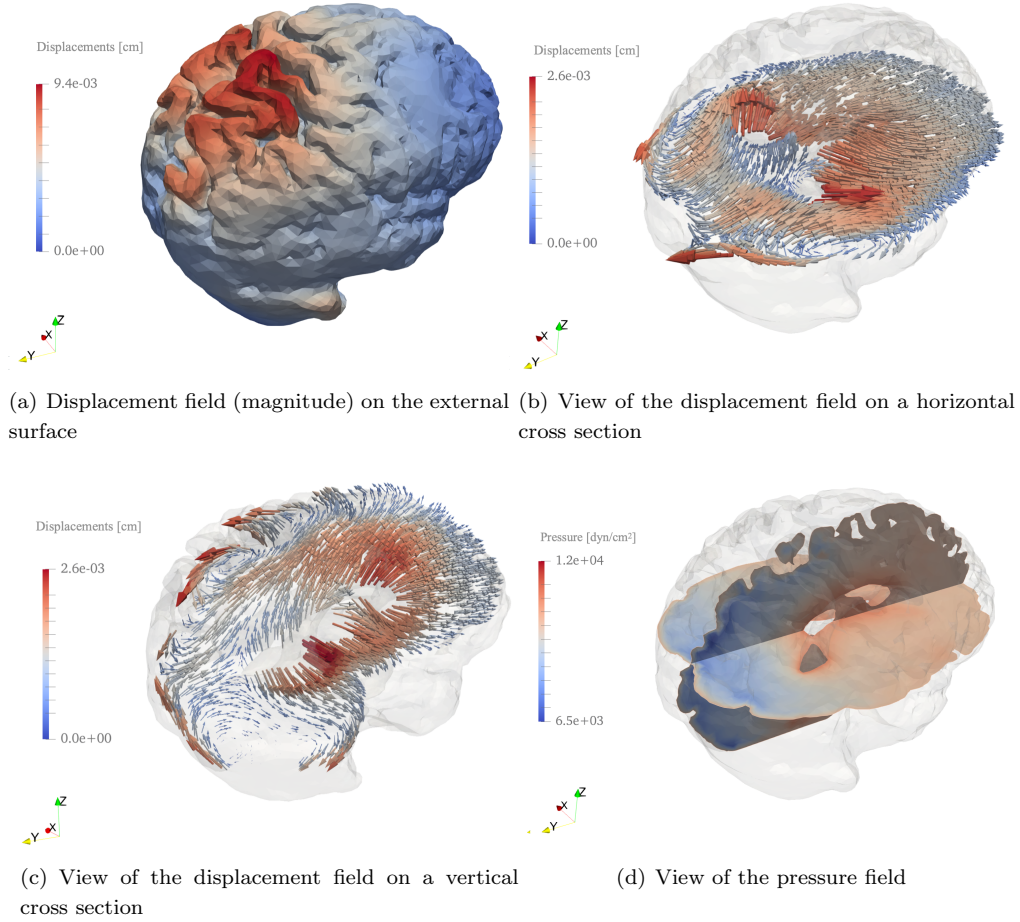 Displacements [cm]
9.4e-03
0.0e+00
Z
X
Y
Displacements [cm]
2.6e-03
0.0e+00
Z
X
Y
(a) Displacement field (magnitude) on the external
surface
(b) View of the displacement field on a horizontal
cross section
Displacements [cm]
2.6e-03
0.0e+00
Z
X
Y
Pressure [dyn/cm²]
1.2e+04
6.5e+03
Z
X
Y
(c) View of the displacement field on a vertical
cross section
(d) View of the pressure field